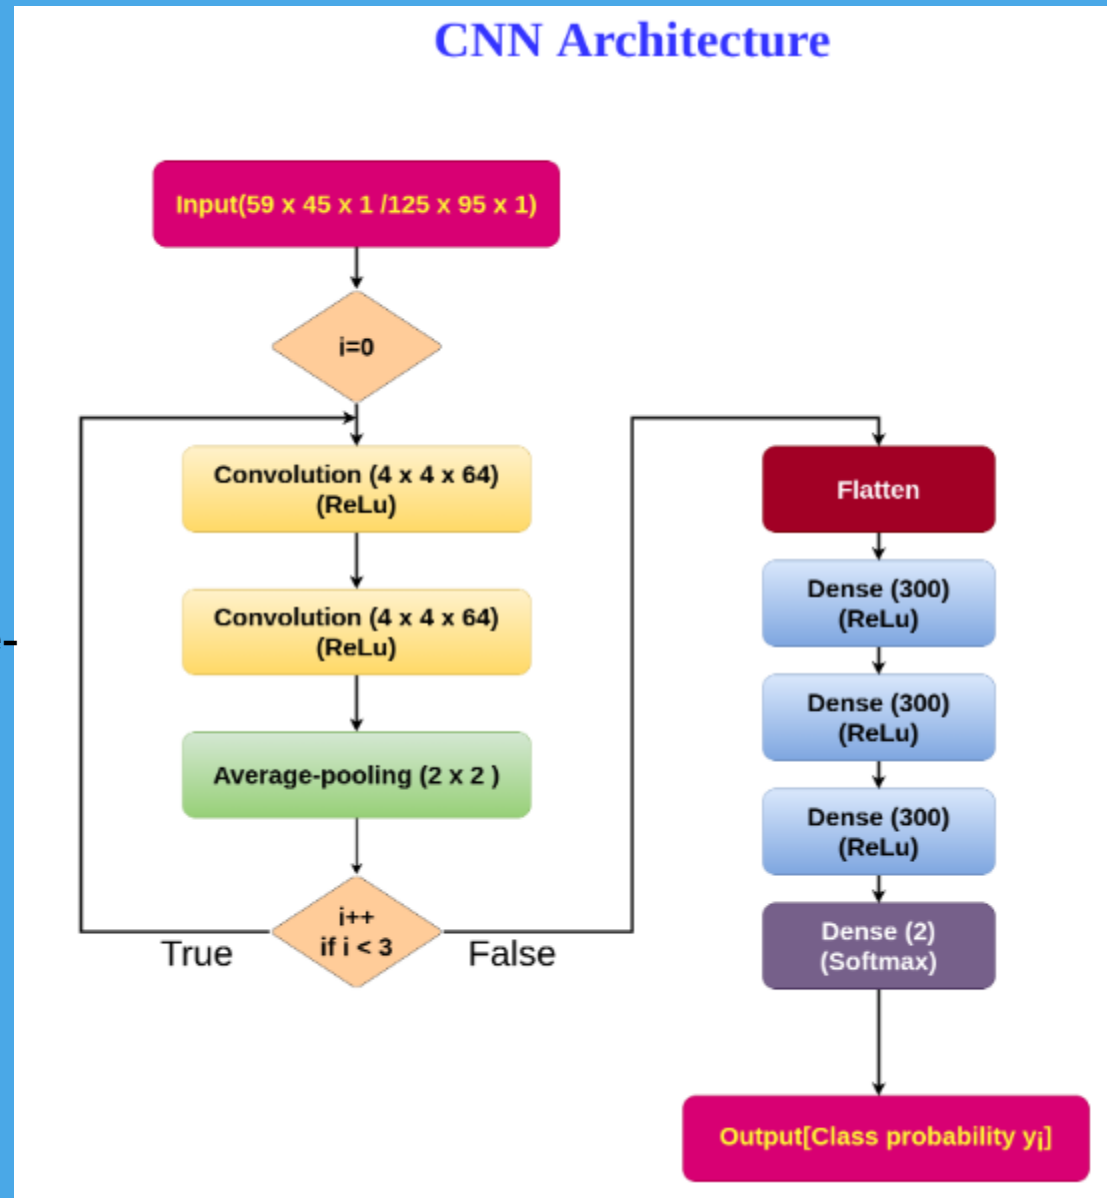 CNN Architecture
Input(59 x 45 x 1 /125 x 95 x 1)
i=0
Convolution (4 x 4 x 64)
(ReLu)
Convolution (4 x 4 x 64)
(ReLu)
Average-pooling (2 x 2 )
i++
if i < 3
True
False
Flatten
Dense (300)
(ReLu)
Dense (300)
(ReLu)
Dense (300)
(ReLu)
Dense (2)
(Softmax)
Output[Class probability yi]